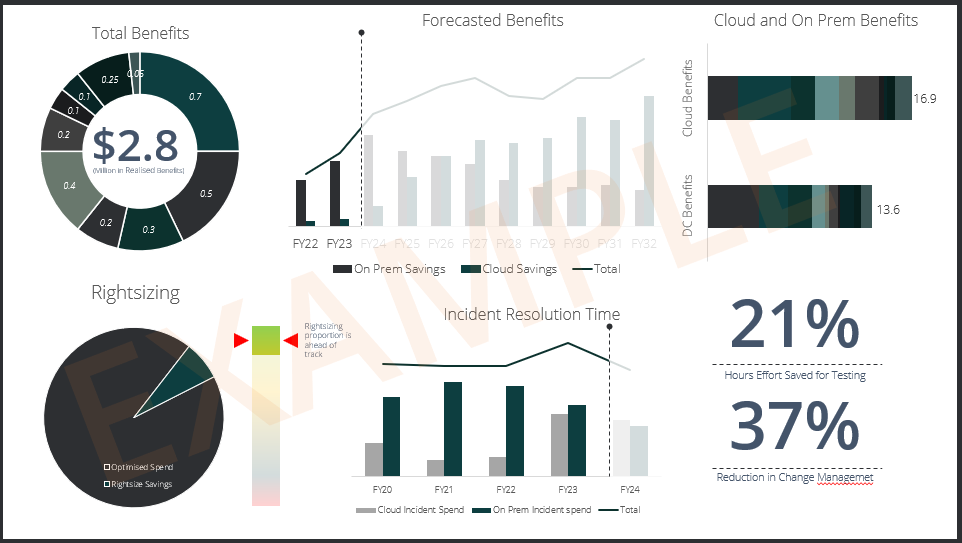 Total Benefits
0.7
0.5
0.3
0.2
0.4
0.2
0.1
0.1
0.25
0.05
$2.8
(Million in Realised Benefits)
Forecasted Benefits
FY22 FY23 FY24 FY25 FY26 FY27 FY28 FY29 FY30 FY31 FY32
On Prem Savings Cloud Savings Total
Cloud and On Prem Benefits
Cloud Benefits
16.9
DC Benefits
13.6
Rightsizing
Optimised Spend
Rightsize Savings
Rightsizing
proportion is
ahead of
track
Incident Resolution Time
FY20 FY21 FY22 FY23 FY24
Cloud Incident Spend On Prem Incident spend Total
21%
Hours Effort Saved for Testing
37%
Reduction in Change Managemet
EXAMPLE